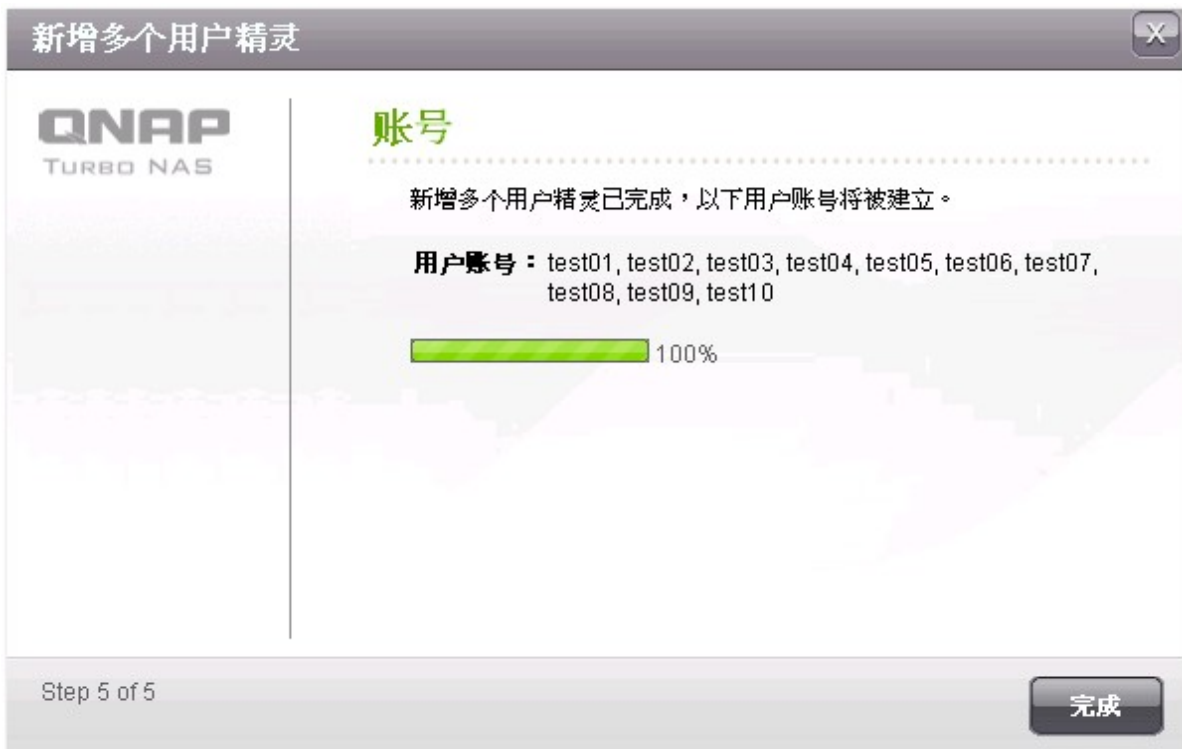 新增多个用户精灵
X
QNAP
TURBO NAS
账号
新增多个用户精灵已完成，以下用户账号将被建立。
用户账号：test01, test02, test03, test04, test05, test06, test07,
test08, test09, test10
100%
Step 5 of 5
完成